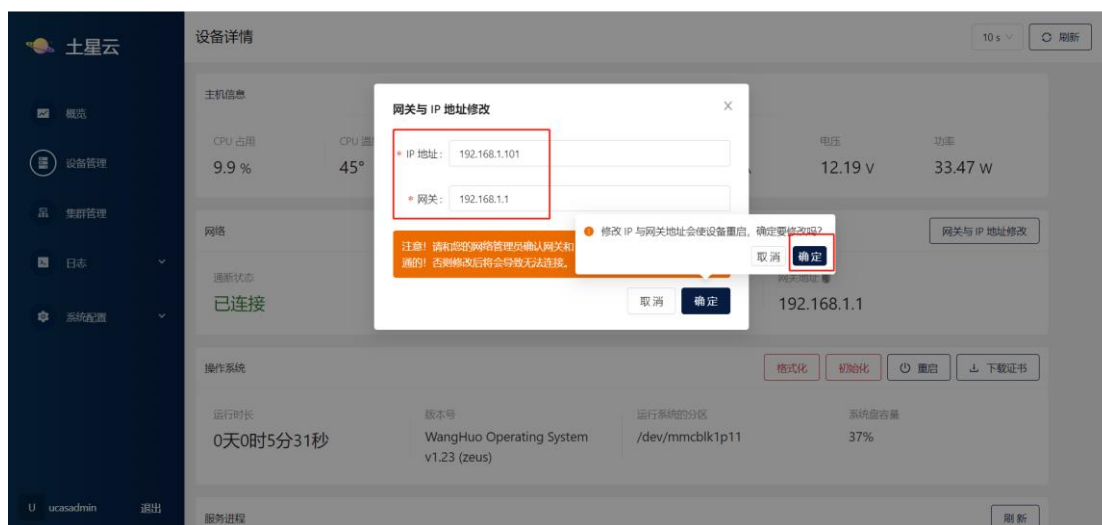 土星云
设备详情
10 s
刷新
概览
设备管理
集群管理
日志
系统配置
U ucasadmin 退出
主机信息
CPU 占用
9.9 %
CPU 温
45°
电压
12.19 V
功率
33.47 W
网关与 IP 地址修改
* IP 地址: 192.168.1.101
* 网关: 192.168.1.1
注意! 请和您的网络管理员确认网关和
通的! 否则修改后将会导致无法连接。
修改 IP 与网关地址会使设备重启, 确定要修改吗?
取 消 确 定
取 消 确 定
网络
网关与 IP 地址修改
通断状态
已连接
网关地址
192.168.1.1
操作系统
格式化 初始化 重启 下载证书
运行时长
0天0时5分31秒
版本号
WangHuo Operating System
v1.23 (zeus)
运行系统的分区
/dev/mmcblk1p11
系统盘容量
37%
服务进程
刷 新